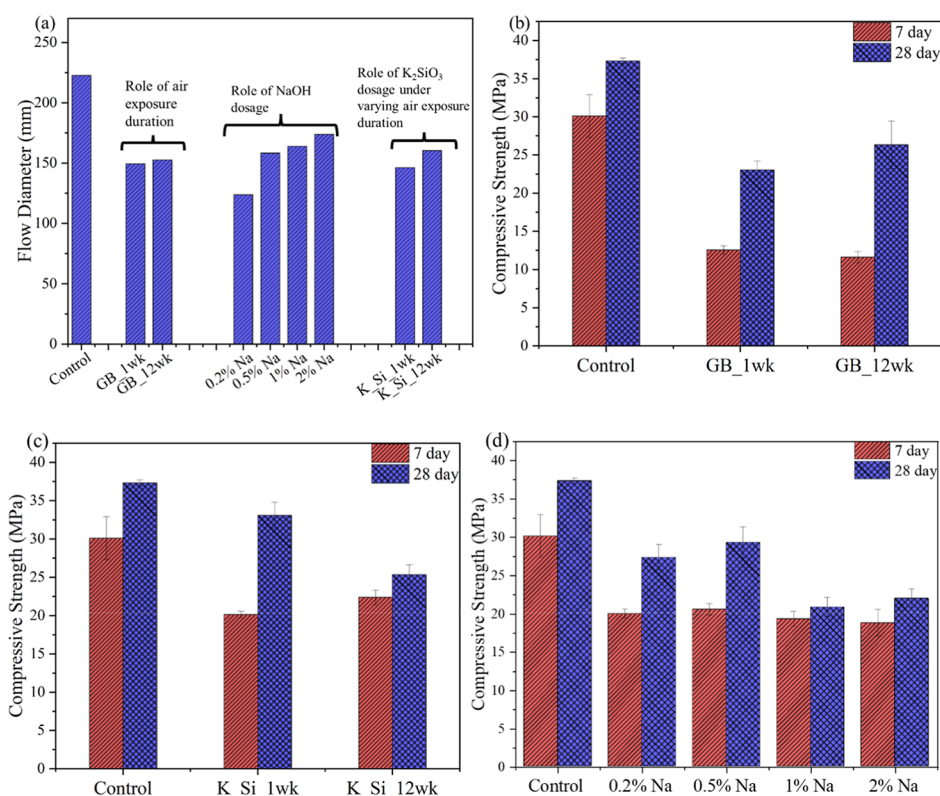 (a)
250
200
150
100
50
0
Flow Diameter (mm)
Role of air
exposure
duration
Role of NaOH
dosage
Role of K₂SiO₃
dosage under
varying air exposure
duration
Control
GB_1wk
GB_12wk
0.2% Na
0.5% Na
1% Na
2% Na
K_Si_1wk
K_Si_12wk
(b)
7 day
28 day
40
35
30
25
20
15
10
5
0
Compressive Strength (MPa)
Control
GB_1wk
GB_12wk
(c)
7 day
28 day
40
35
30
25
20
15
10
5
0
Compressive Strength (MPa)
Control
K_Si_1wk
K_Si_12wk
(d)
7 day
28 day
40
35
30
25
20
15
10
5
0
Compressive Strength (MPa)
Control
0.2% Na
0.5% Na
1% Na
2% Na